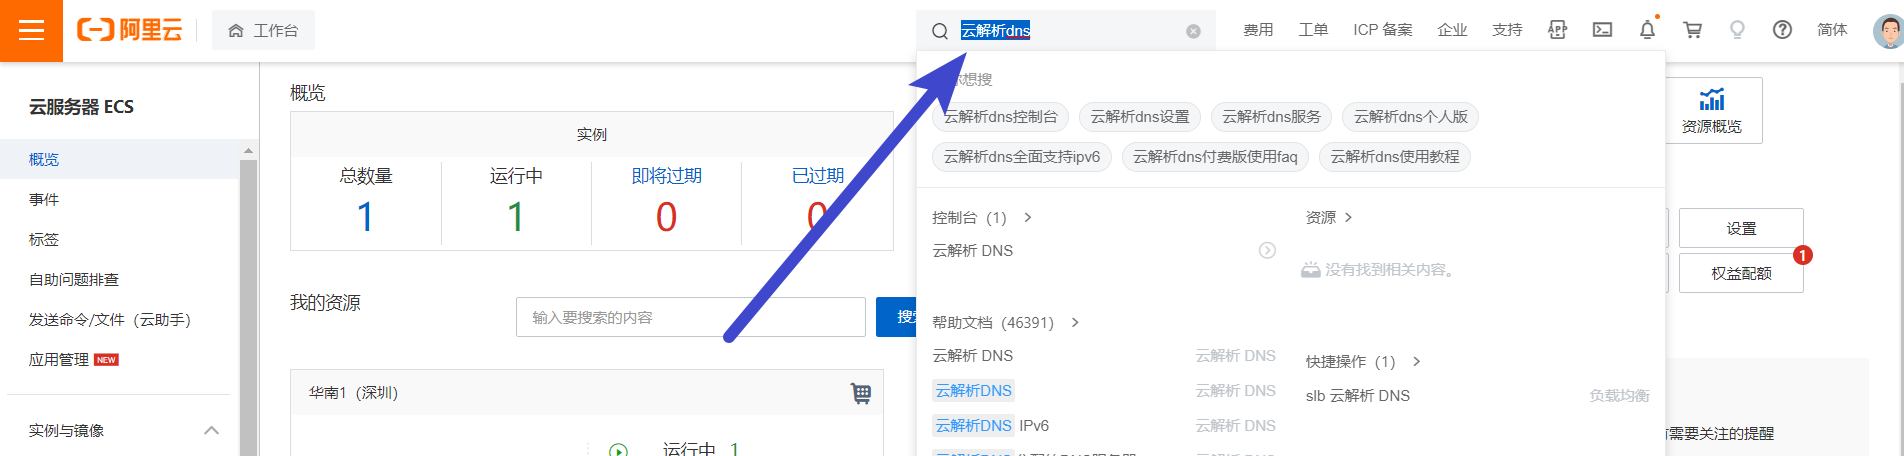 阿里云
工作台
云解析dns
费用
工单
ICP 备案
企业
支持
APP
简体
云服务器 ECS
概览
事件
标签
自助问题排查
发送命令/文件（云助手）
应用管理 NEW
实例与镜像
概览
实例
总数量
运行中
即将过期
已过期
1
1
0
0
我的资源
输入要搜索的内容
华南1（深圳）
运行中 1
你想搜
云解析dns控制台
云解析dns设置
云解析dns服务
云解析dns个人版
云解析dns全面支持ipv6
云解析dns付费版使用faq
云解析dns使用教程
控制台（1）
云解析 DNS
资源
没有找到相关内容。
帮助文档（46391）
云解析 DNS 云解析 DNS
云解析DNS 云解析 DNS
云解析DNS IPv6 云解析 DNS
快捷操作（1）
slb 云解析 DNS 负载均衡
资源概览
设置
权益配额
1
需要关注的提醒